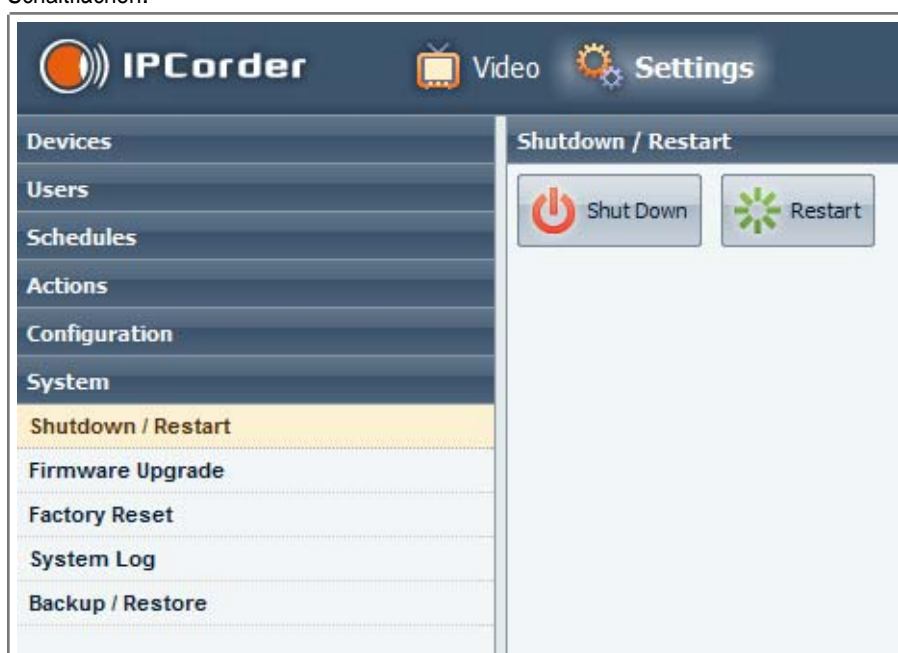 Schaltflächen.
IPCorder
Video
Settings
Devices
Users
Schedules
Actions
Configuration
System
Shutdown / Restart
Firmware Upgrade
Factory Reset
System Log
Backup / Restore
Shutdown / Restart
Shut Down
Restart